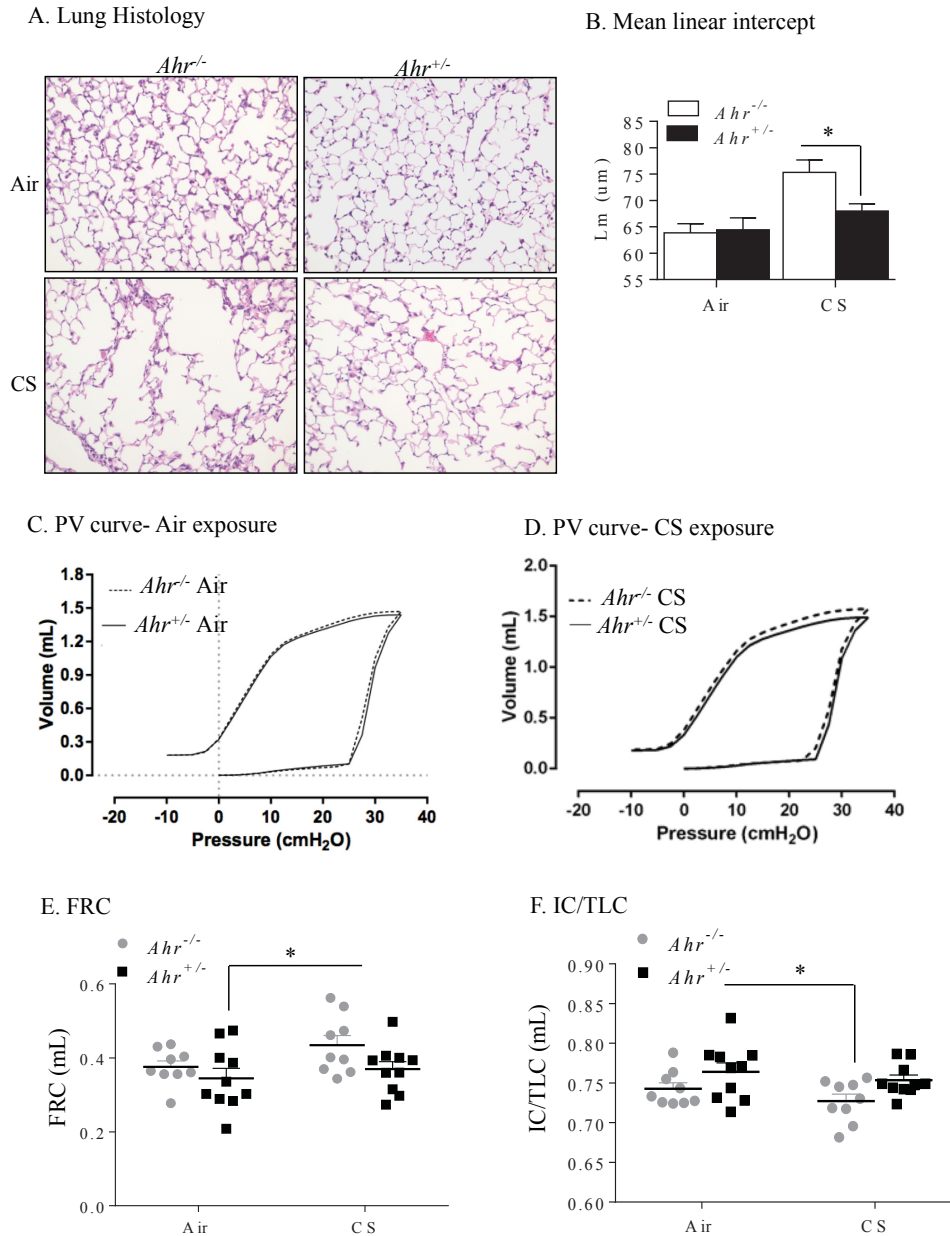 A. Lung Histology
Ahr-/-
Ahr+/-
Air
CS
B. Mean linear intercept
Ahr-/-
Ahr+/-
*
85
80
75
70
65
60
55
Lm (um)
Air
CS
C. PV curve- Air exposure
Ahr-/- Air
Ahr+/- Air
1.8
1.5
1.2
0.9
0.6
0.3
0.0
Volume (mL)
-20 -10 0 10 20 30 40
Pressure (cmH2O)
D. PV curve- CS exposure
Ahr-/- CS
Ahr+/- CS
2.0
1.5
1.0
0.5
0.0
Volume (mL)
-20 -10 0 10 20 30 40
Pressure (cmH2O)
E. FRC
Ahr-/-
Ahr+/-
*
0.6
0.4
0.2
0.0
FRC (mL)
Air
CS
F. IC/TLC
Ahr-/-
Ahr+/-
*
0.90
0.85
0.80
0.75
0.70
0.65
0.60
IC/TLC (mL)
Air
CS